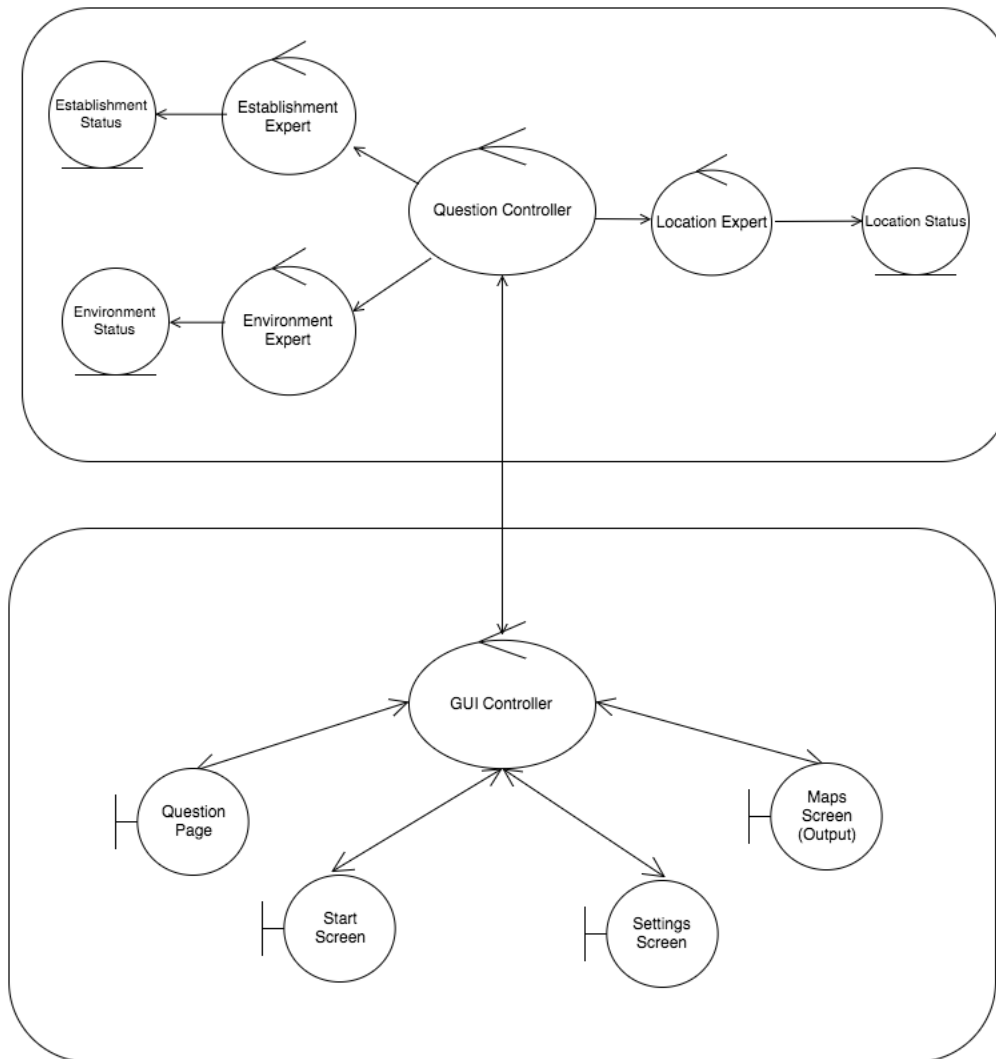 Establishment
Status
Establishment
Expert
Question Controller
Location Expert
Location Status
Environment
Status
Environment
Expert
GUI Controller
Question
Page
Maps
Screen
(Output)
Start
Screen
Settings
Screen